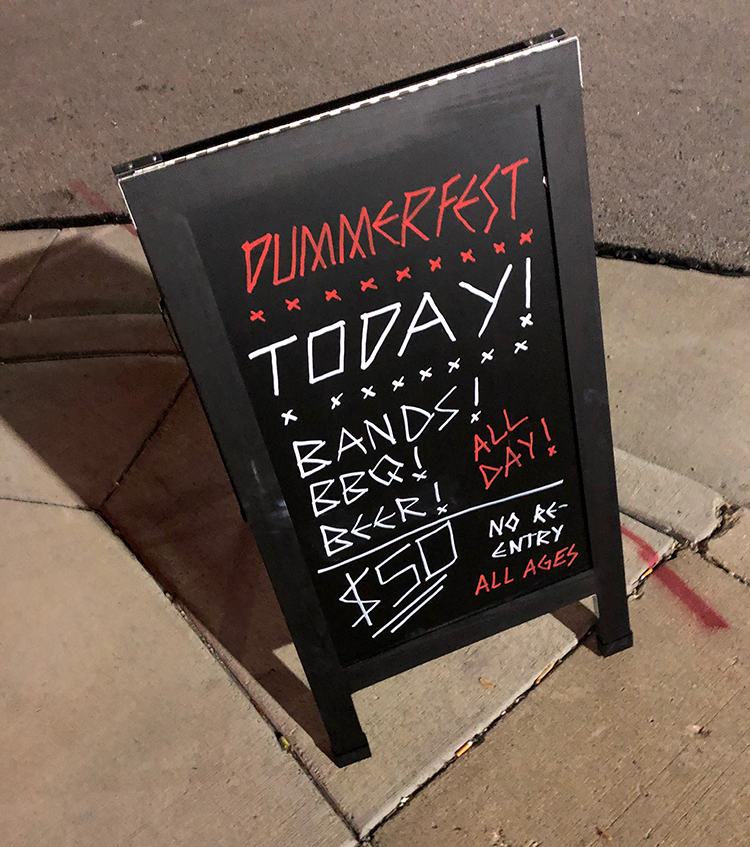 DUMMERFEST
x x x x x x x x x
TODAY!
x x x x x x x x
BANDS!
BBQ!
BEER!
ALL
DAY!
$50
NO RE-
ENTRY
ALL AGES